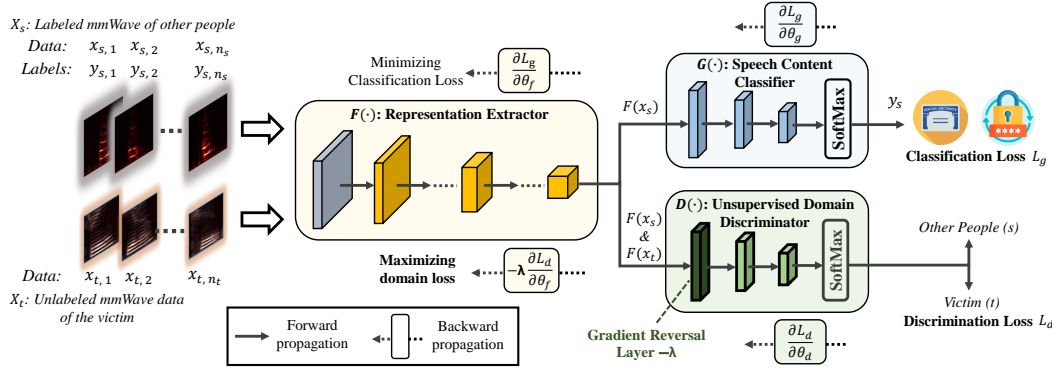 X_s: Labeled mmWave of other people
Data: x_{s,1} x_{s,2} x_{s,n_s}
Labels: y_{s,1} y_{s,2} y_{s,n_s}
Data: x_{t,1} x_{t,2} x_{t,n_t}
X_t: Unlabeled mmWave data
of the victim
Minimizing
Classification Loss
∂L_g
∂θ_f
F(·): Representation Extractor
Maximizing
domain loss
−λ ∂L_d
∂θ_f
Forward
propagation
Backward
propagation
∂L_g
∂θ_g
G(·): Speech Content
Classifier
F(x_s)
SoftMax
y_s
****
Classification Loss L_g
D(·): Unsupervised Domain
Discriminator
F(x_s)
&
F(x_t)
SoftMax
Other People (s)
Victim (t)
Discrimination Loss L_d
Gradient Reversal
Layer −λ
∂L_d
∂θ_d